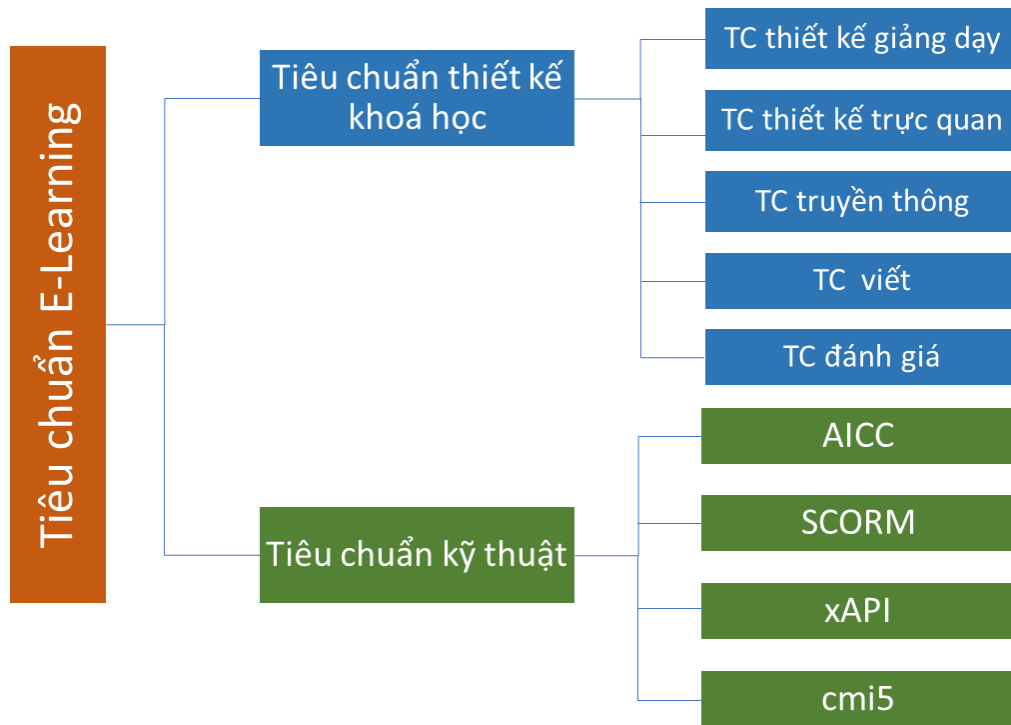 Tiêu chuẩn E-Learning
Tiêu chuẩn thiết kế
khoá học
TC thiết kế giảng dạy
TC thiết kế trực quan
TC truyền thông
TC viết
TC đánh giá
Tiêu chuẩn kỹ thuật
AICC
SCORM
xAPI
cmi5